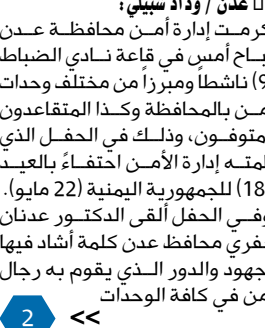 عدن / وداد شبيلي :
كرمت إدارة أمن محافظة عدن
باح أمس في قاعة نادي الضباط
9) ناشطاً ومبرزاً من مختلف وحدات
من بالمحافظة وكذا المتقاعدون
متوفون، وذلك في الحفل الذي
لمته إدارة الأمن احتفاءً بالعيد
18) للجمهورية اليمنية (22 مايو).
وفي الحفل ألقى الدكتور عدنان
فري محافظ عدن كلمة أشاد فيها
جهود والدور الذي يقوم به رجال
من في كافة الوحدات
2 >>